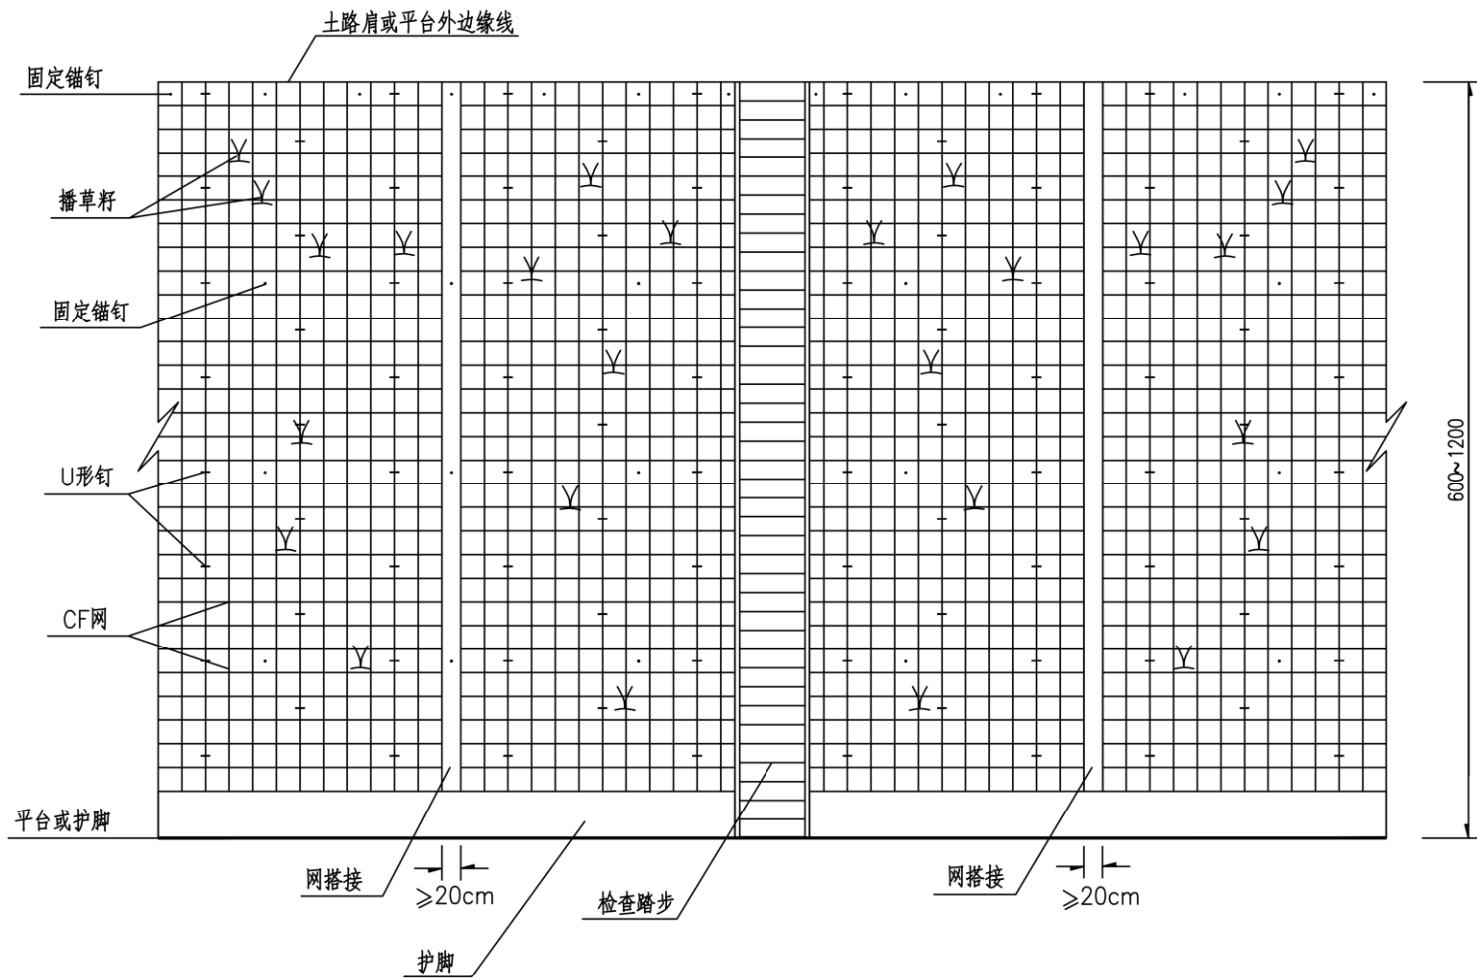 土路肩或平台外边缘线
固定锚钉
播草籽
固定锚钉
U形钉
600~1200
CF网
平台或护脚
网搭接
≥20cm
检查踏步
网搭接
≥20cm
护脚